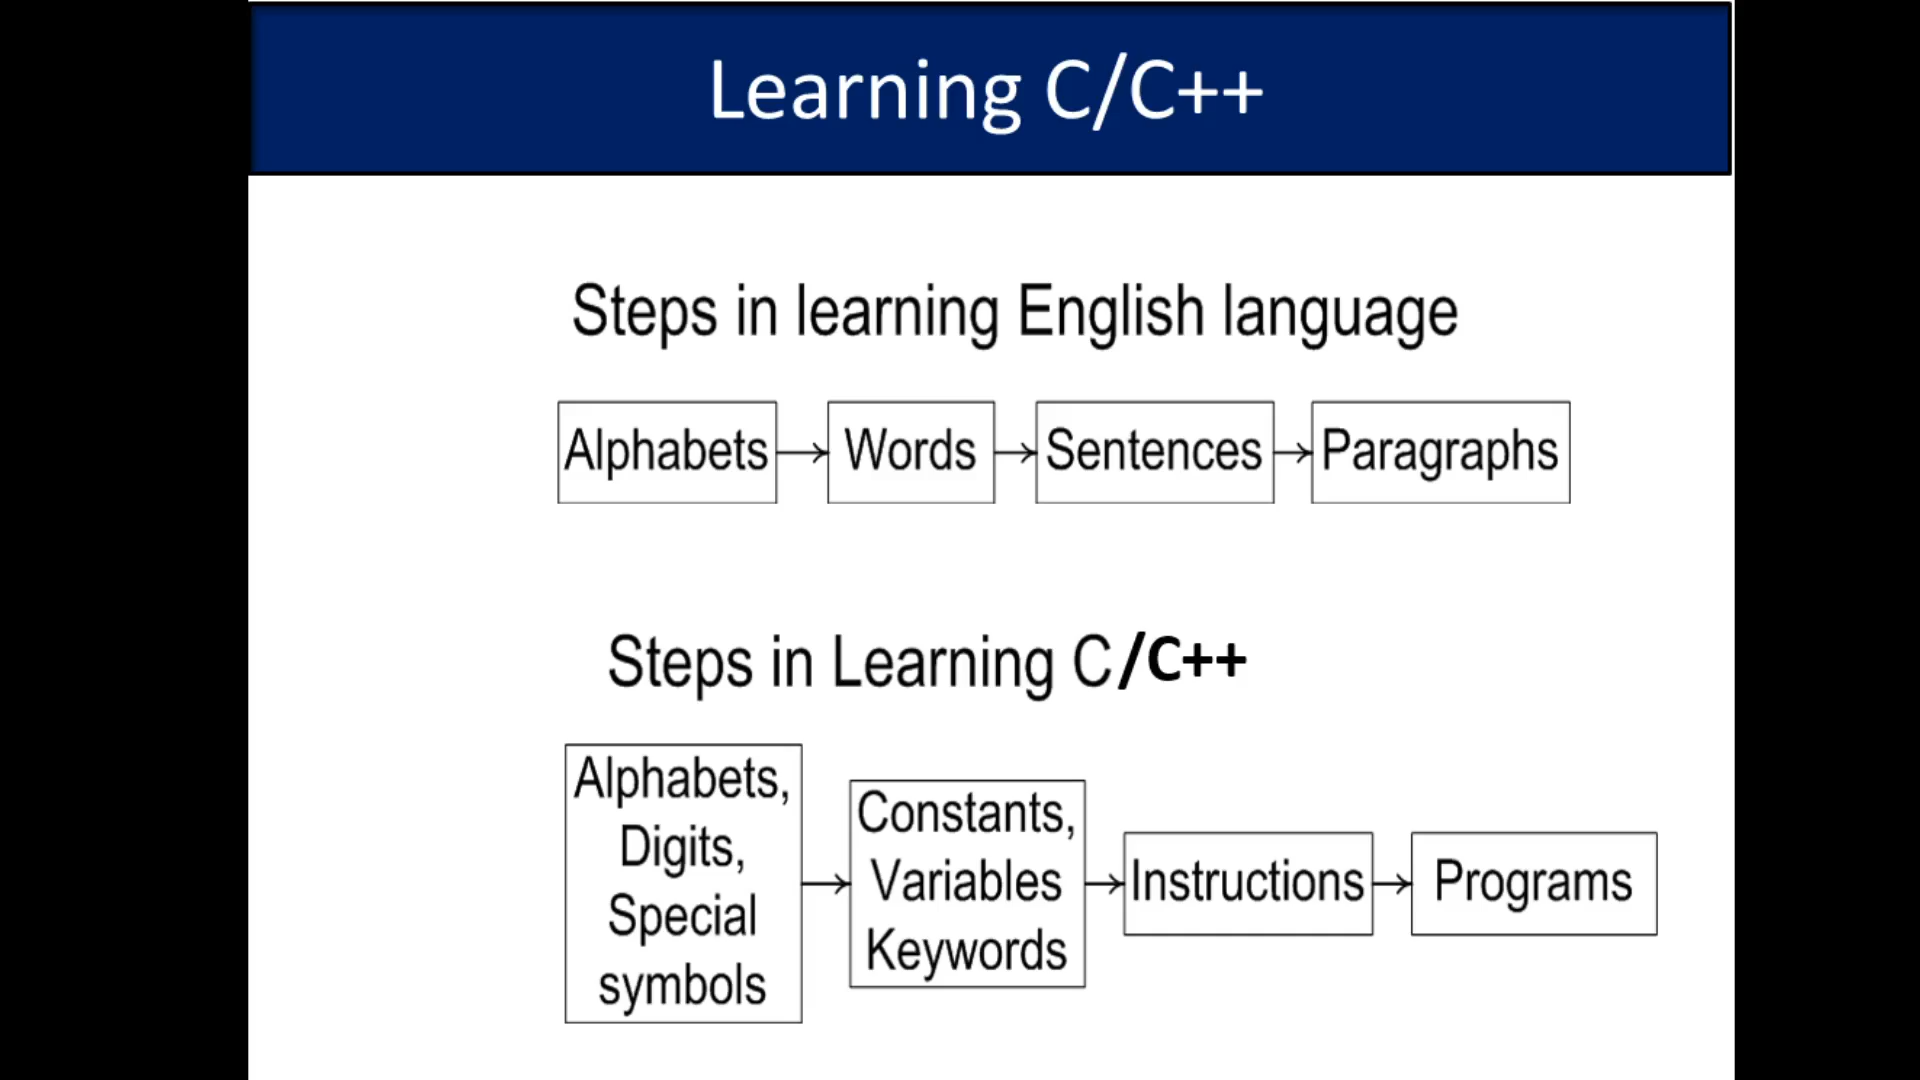 Learning C/C++
Steps in learning English language
Alphabets
Words
Sentences
Paragraphs
Steps in Learning C/C++
Alphabets,
Digits,
Special
symbols
Constants,
Variables
Keywords
Instructions
Programs